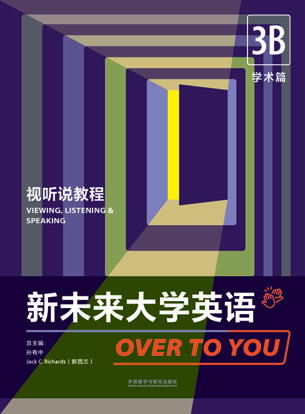 3B
学术篇
视听说教程
VIEWING, LISTENING &
SPEAKING
新未来大学英语
OVER TO YOU
总主编:
孙有中
Jack C. Richards（新西兰）
外语教学与研究出版社